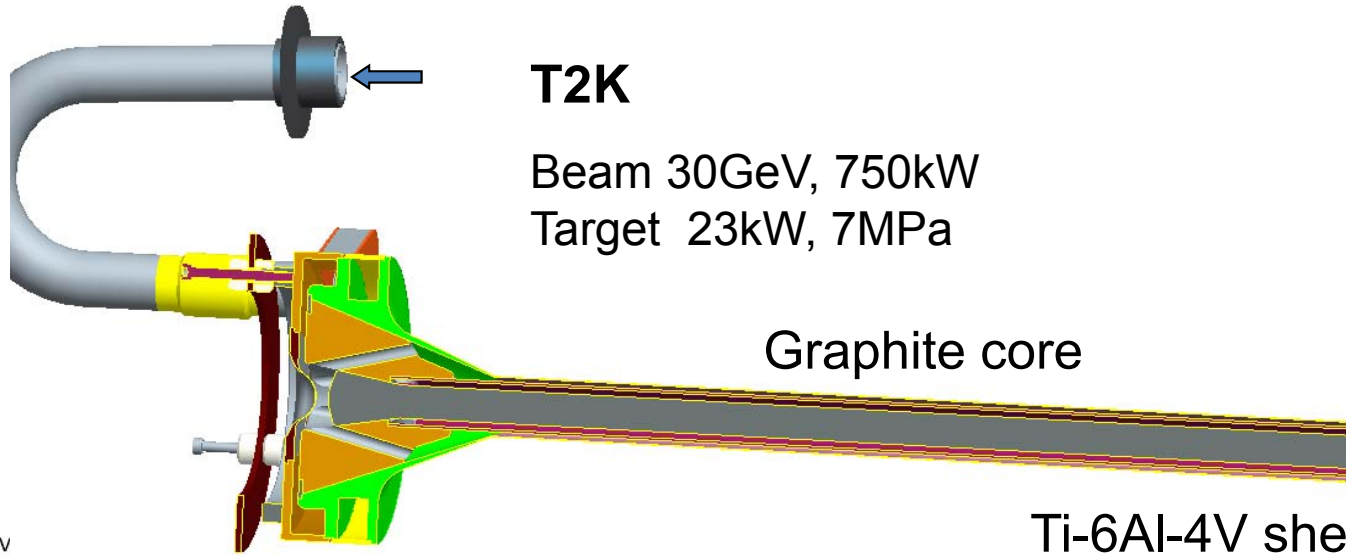 T2K
Beam 30GeV, 750kW
Target 23kW, 7MPa
Graphite core
Ti-6Al-4V she
v